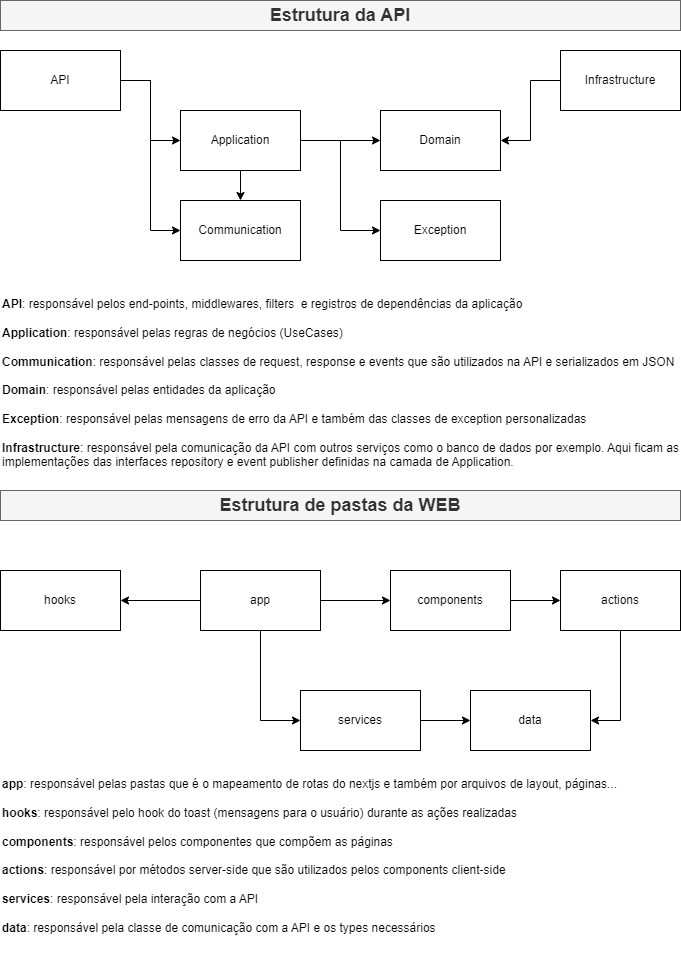 Estrutura da API
API
Infrastructure
Application
Domain
Communication
Exception
API: responsável pelos end-points, middlewares, filters e registros de dependências da aplicação
Application: responsável pelas regras de negócios (UseCases)
Communication: responsável pelas classes de request, response e events que são utilizados na API e serializados em JSON
Domain: responsável pelas entidades da aplicação
Exception: responsável pelas mensagens de erro da API e também das classes de exception personalizadas
Infrastructure: responsável pela comunicação da API com outros serviços como o banco de dados por exemplo. Aqui ficam as
implementações das interfaces repository e event publisher definidas na camada de Application.
Estrutura de pastas da WEB
hooks
app
components
actions
services
data
app: responsável pelas pastas que é o mapeamento de rotas do nextjs e também por arquivos de layout, páginas...
hooks: responsável pelo hook do toast (mensagens para o usuário) durante as ações realizadas
components: responsável pelos componentes que compõem as páginas
actions: responsável por métodos server-side que são utilizados pelos components client-side
services: responsável pela interação com a API
data: responsável pela classe de comunicação com a API e os types necessários